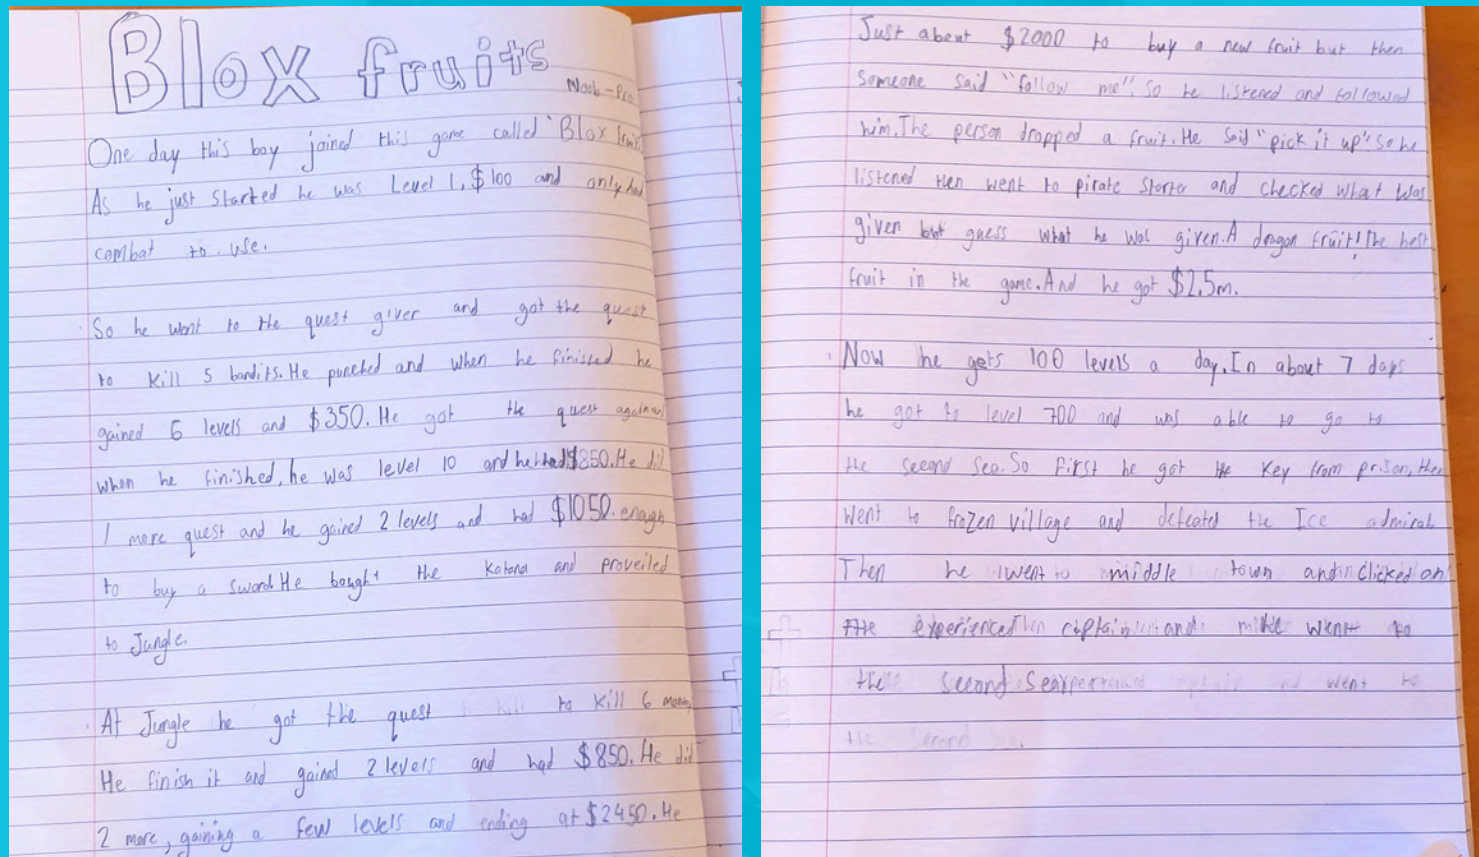 Blox fruits
Noob-Pro
One day this boy joined this game called "Blox fruits
As he just started he was Level 1, $100 and only had
combat to use.
So he went to the quest giver and got the quest
to kill 5 bandits. He punched and when he finissed he
gained 6 levels and $350. He got the quest again and
when he finished, he was level 10 and he had $850. He did
1 more quest and he gained 2 levels and had $1050. enough
to buy a sword. He bought the katana and proveiled
to Jungle.
At Jungle he got the quest to kill 6 monkey
He finish it and gained 2 levels and had $850. He did
2 more, gaining a few levels and ending at $2450. He
Just about $2000 to buy a new fruit but then
someone said "follow me". So he listened and followed
him. The person dropped a fruit. He said "pick it up" so he
listened then went to pirate starter and checked what was
given but guess what he was given. A dragon fruit! The best
fruit in the game. And he got $2.5m.
Now he gets 100 levels a day. In about 7 days
he got to level 700 and was able to go to
the second sea. So first he got the key from prison, then
went to frozen village and defeated the Ice admiral.
Then he went to middle town and clicked on
the experienced captain and went to
the second sea
went to
the second